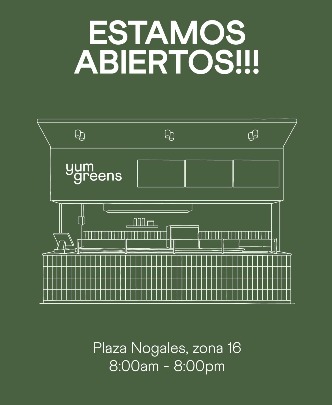 ESTAMOS
ABIERTOS!!!
yum
greens
Plaza Nogales, zona 16
8:00am - 8:00pm